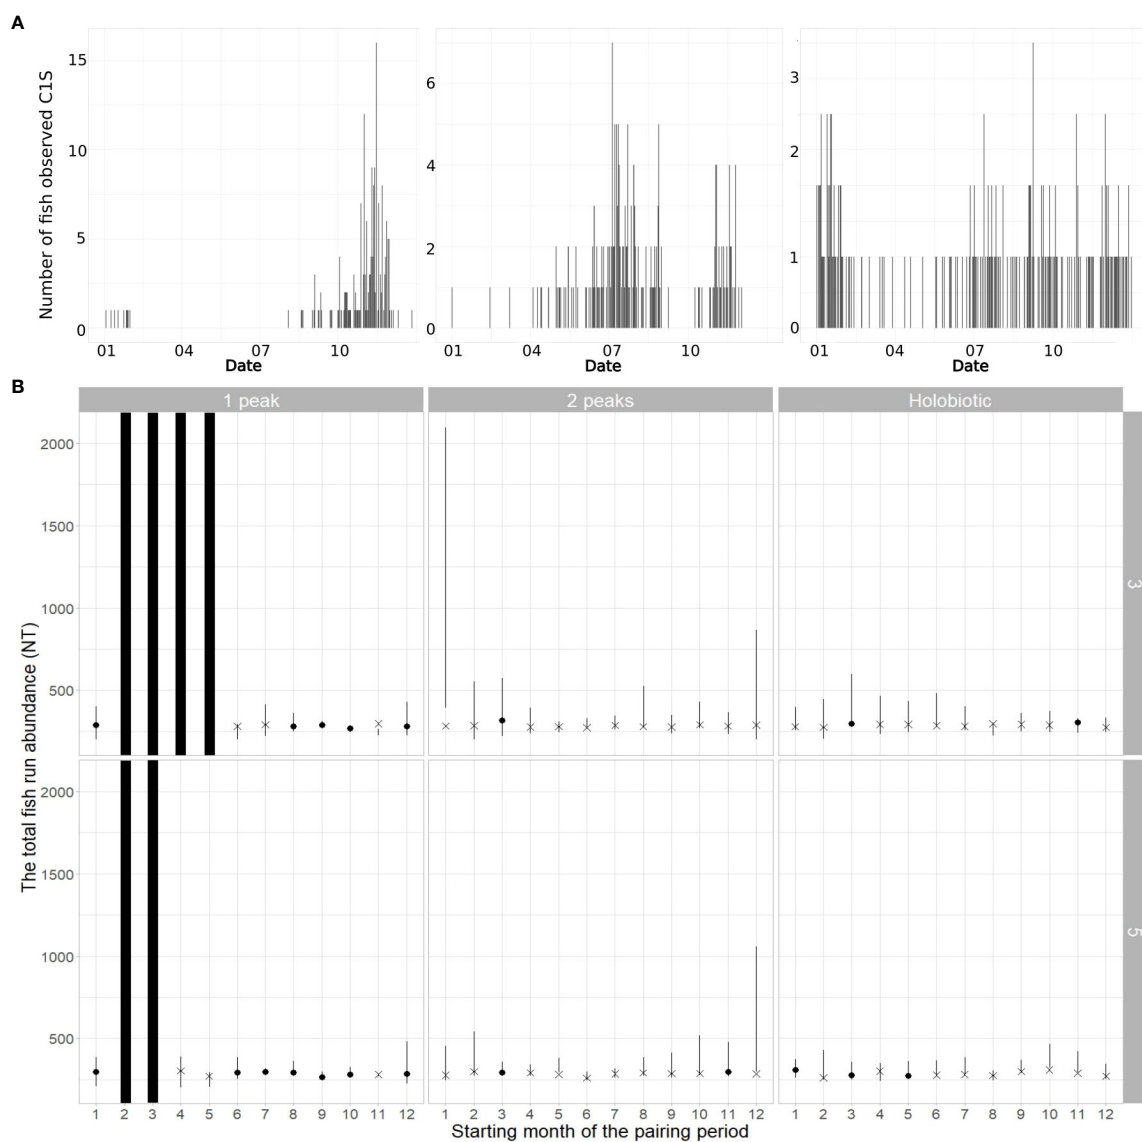 A
Number of fish observed C1S
15
10
5
0
01 04 07 10
Date
6
4
2
0
01 04 07 10
Date
3
2
1
0
01 04 07 10
Date
B
1 peak 2 peaks Holobiotic
The total fish run abundance (NT)
2000
1500
1000
500
3
2000
1500
1000
500
5
1 2 3 4 5 6 7 8 9 10 11 12
1 2 3 4 5 6 7 8 9 10 11 12
1 2 3 4 5 6 7 8 9 10 11 12
Starting month of the pairing period